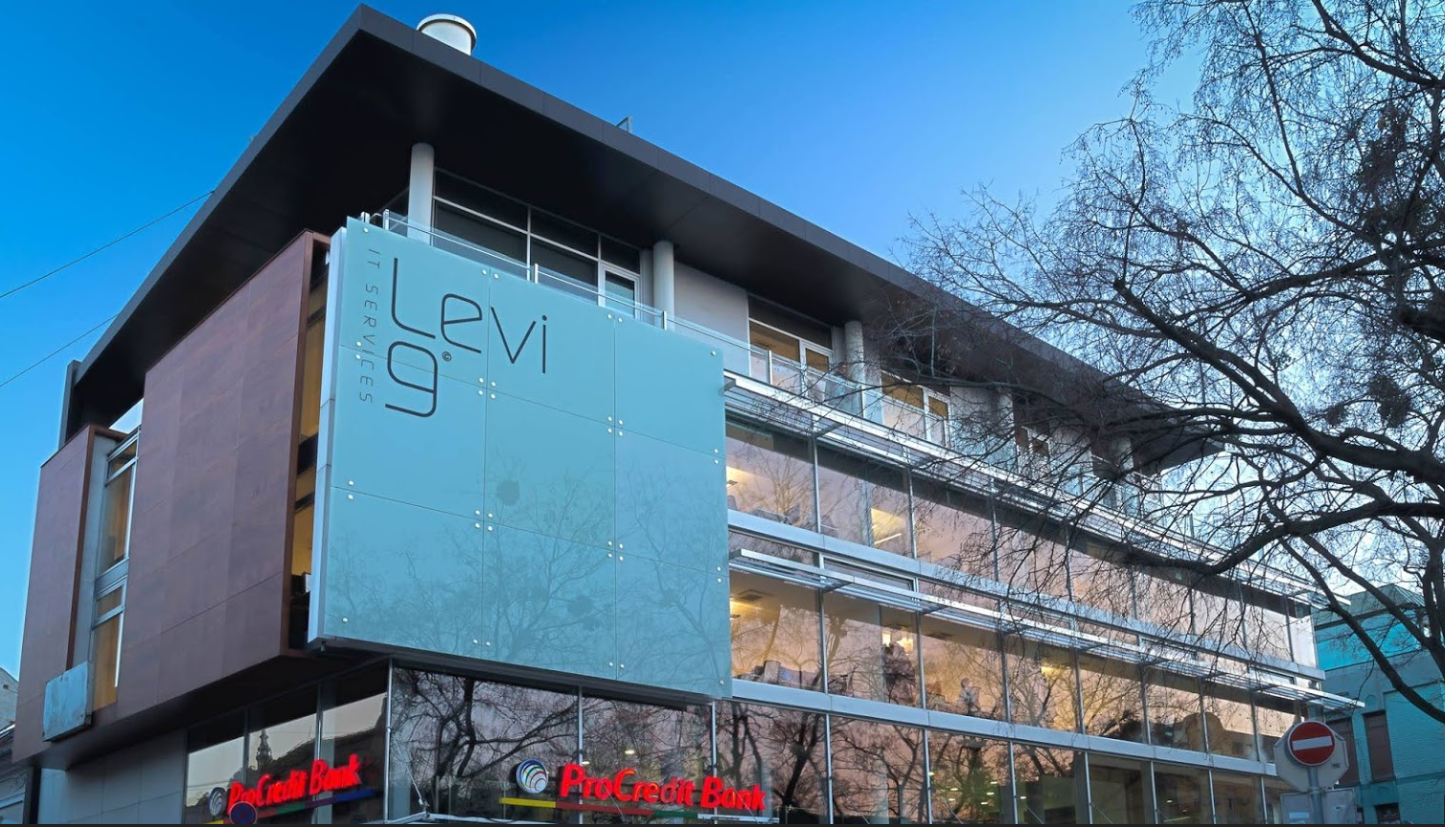 IT SERVICES
Levi
9©
ProCredit Bank
ProCredit Bank